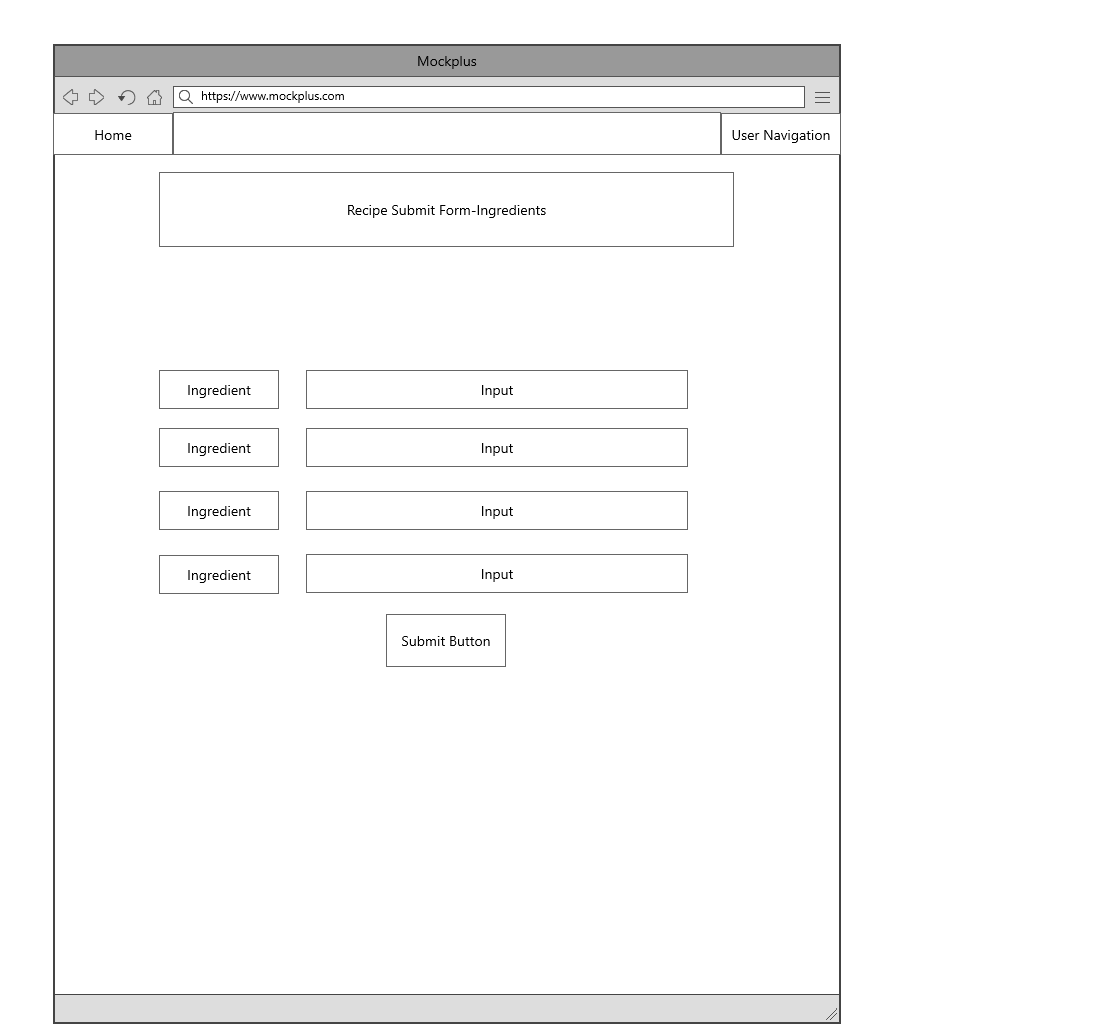 Mockplus
https://www.mockplus.com
Home
User Navigation
Recipe Submit Form-Ingredients
Ingredient
Input
Ingredient
Input
Ingredient
Input
Ingredient
Input
Submit Button